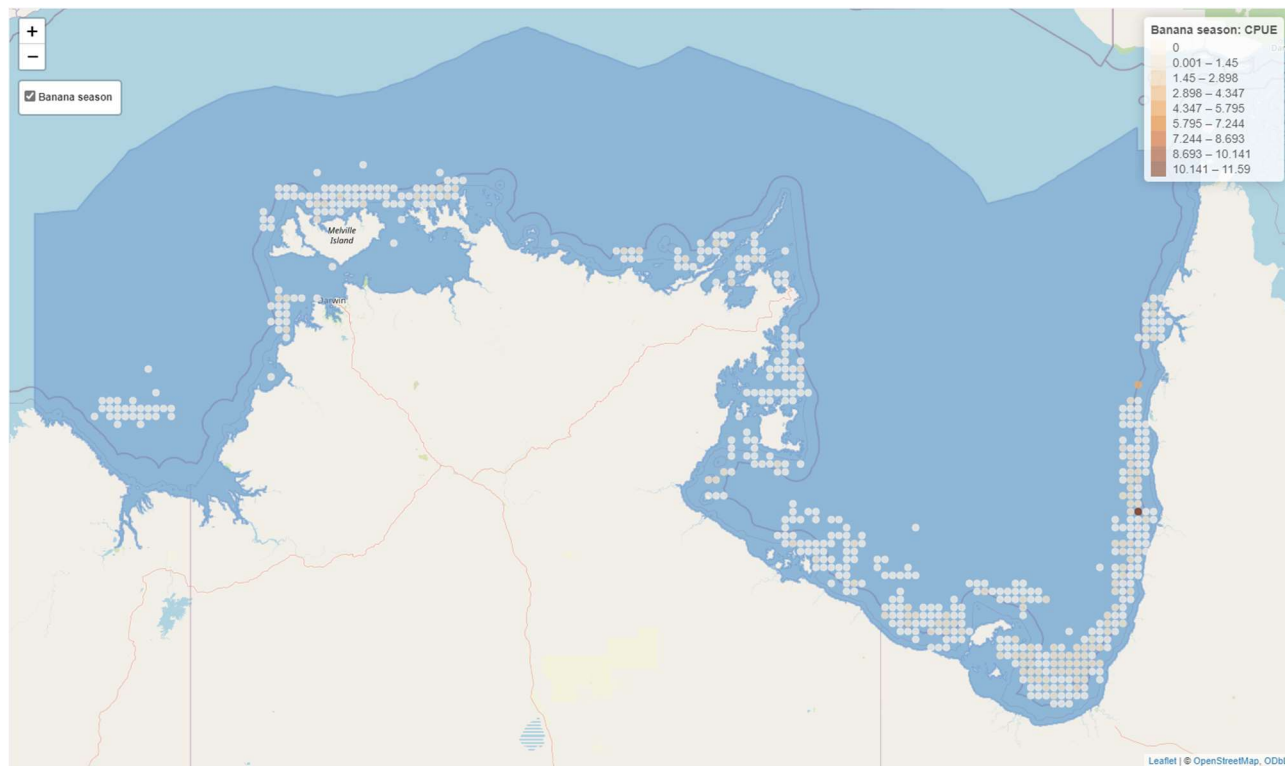 +
−
Banana season
Banana season: CPUE
0
0.001 – 1.45
1.45 – 2.898
2.898 – 4.347
4.347 – 5.795
5.795 – 7.244
7.244 – 8.693
8.693 – 10.141
10.141 – 11.59
Melville
Island
Leaflet | © OpenStreetMap, ODbL